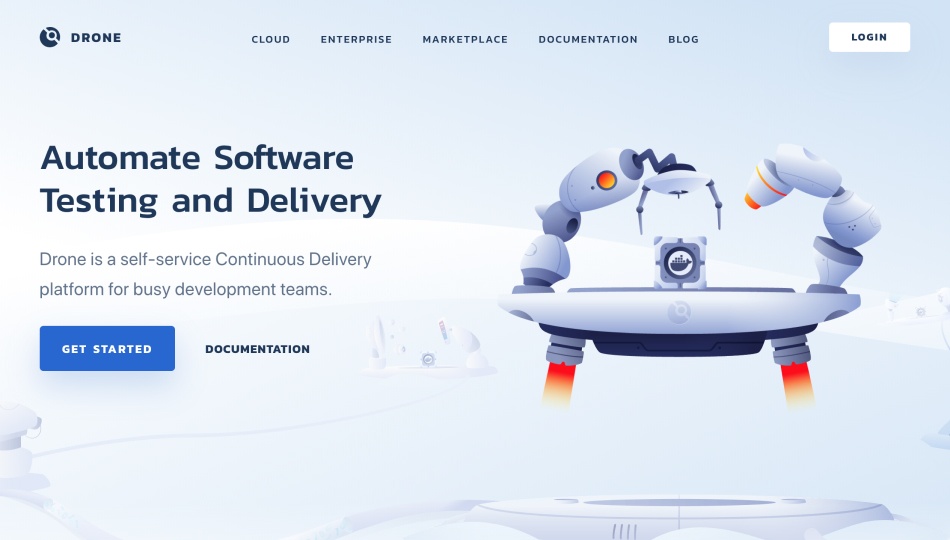 DRONE
CLOUD ENTERPRISE MARKETPLACE DOCUMENTATION BLOG
LOGIN
Automate Software
Testing and Delivery
Drone is a self-service Continuous Delivery
platform for busy development teams.
GET STARTED
DOCUMENTATION